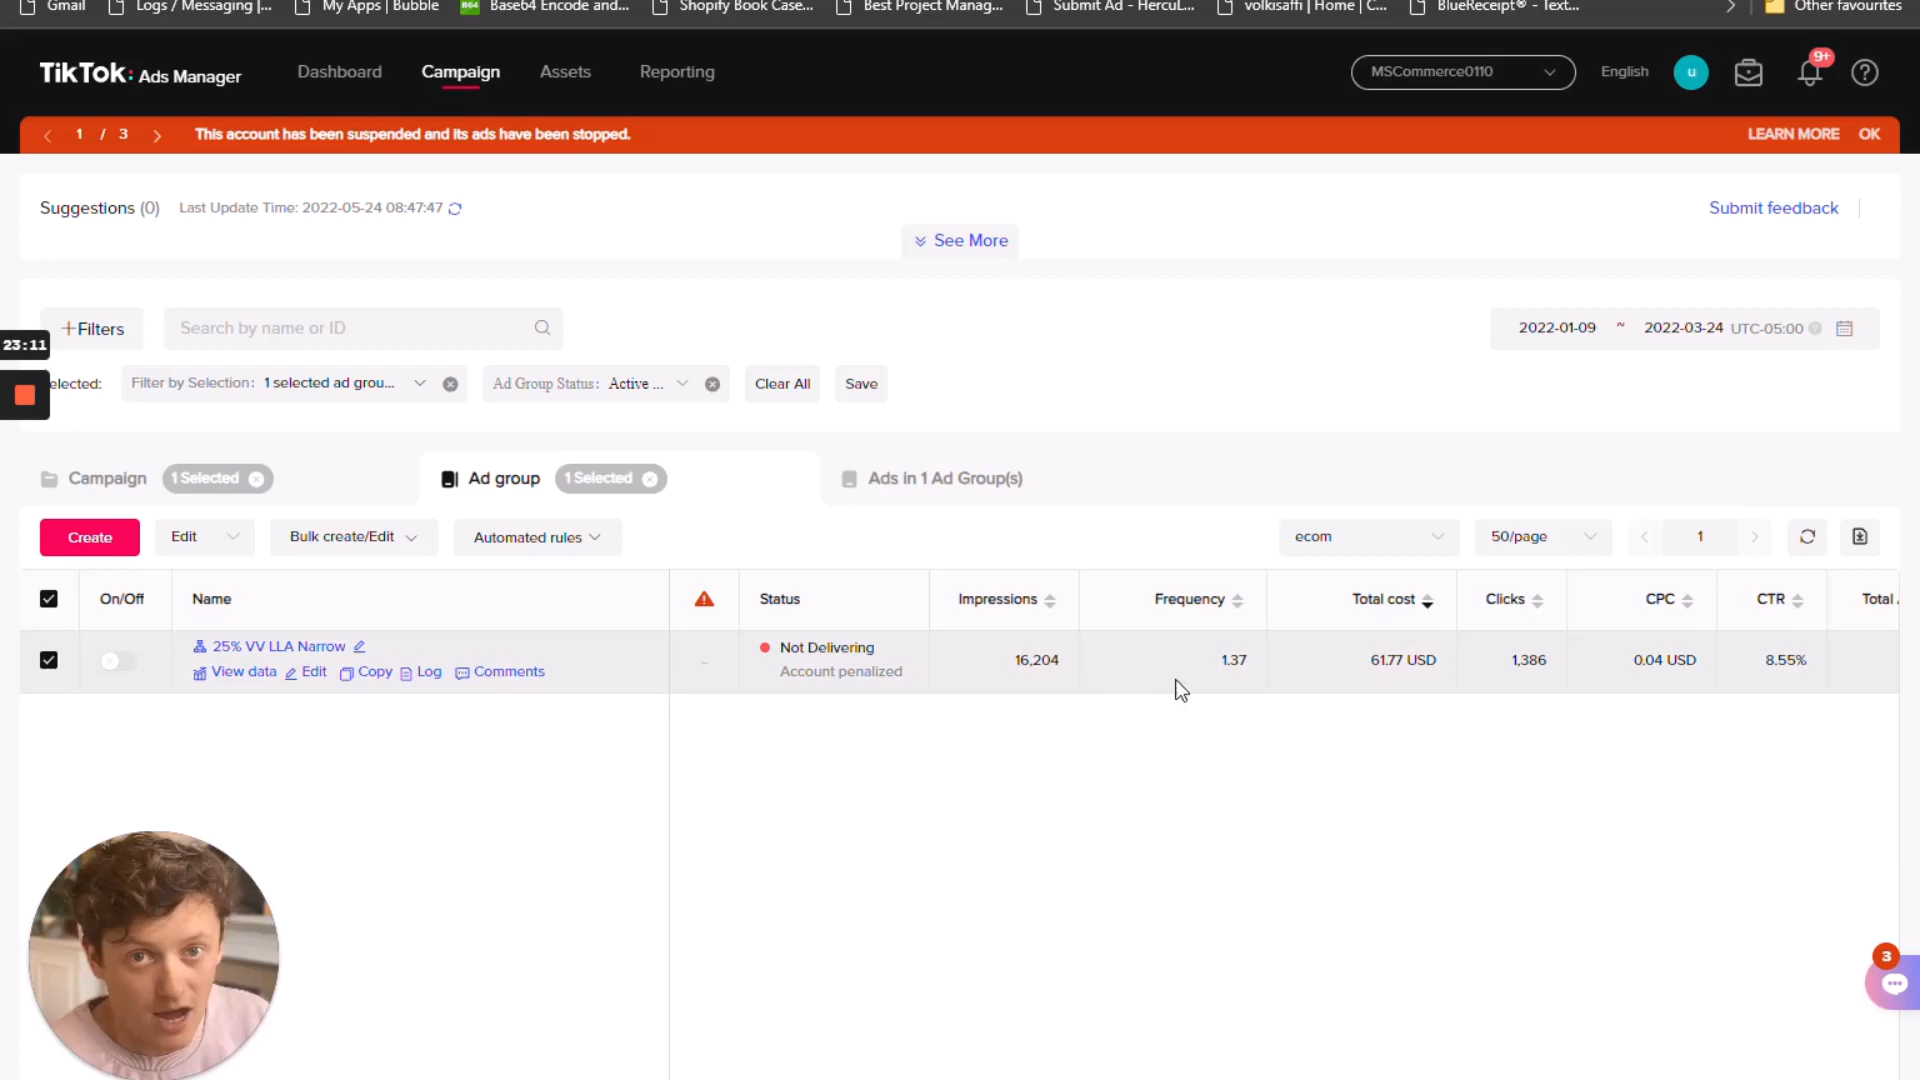 Gmail
Logs / Messaging |...
My Apps | Bubble
B64
Base64 Encode and...
Shopify Book Case...
Best Project Manag...
Submit Ad - HercuL...
volkisaffi | Home | C...
BlueReceipt® - Text...
Other favourites
TikTok: Ads Manager
Dashboard
Campaign
Assets
Reporting
MSCommerce0110
English
u
9+
1 / 3
This account has been suspended and its ads have been stopped.
LEARN MORE
OK
Suggestions (0)
Last Update Time: 2022-05-24 08:47:47
Submit feedback
See More
+Filters
Search by name or ID
2022-01-09 ~ 2022-03-24 UTC-05:00
23:11
elected:
Filter by Selection: 1 selected ad grou...
Ad Group Status: Active ...
Clear All
Save
Campaign
1 Selected
Ad group
1 Selected
Ads in 1 Ad Group(s)
Create
Edit
Bulk create/Edit
Automated rules
ecom
50/page
1
On/Off
Name
Status
Impressions
Frequency
Total cost
Clicks
CPC
CTR
Total
25% VV LLA Narrow
View data
Edit
Copy
Log
Comments
-
Not Delivering
Account penalized
16,204
1.37
61.77 USD
1,386
0.04 USD
8.55%
3